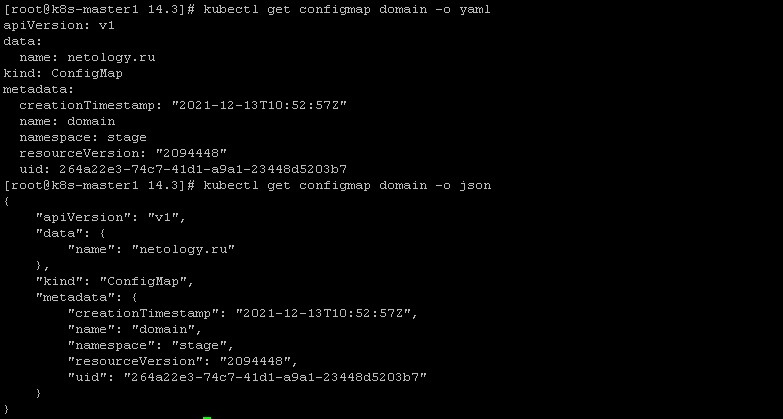 [root@k8s-master1 14.3]# kubectl get configmap domain -o yaml
apiVersion: v1
data:
  name: netology.ru
kind: ConfigMap
metadata:
  creationTimestamp: "2021-12-13T10:52:57Z"
  name: domain
  namespace: stage
  resourceVersion: "2094448"
  uid: 264a22e3-74c7-41d1-a9a1-23448d5203b7
[root@k8s-master1 14.3]# kubectl get configmap domain -o json
{
    "apiVersion": "v1",
    "data": {
        "name": "netology.ru"
    },
    "kind": "ConfigMap",
    "metadata": {
        "creationTimestamp": "2021-12-13T10:52:57Z",
        "name": "domain",
        "namespace": "stage",
        "resourceVersion": "2094448",
        "uid": "264a22e3-74c7-41d1-a9a1-23448d5203b7"
    }
}